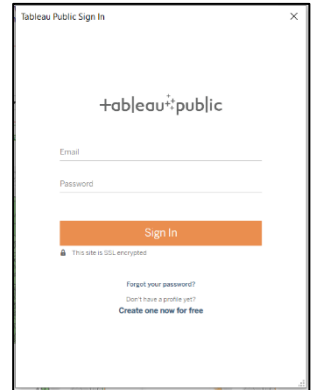 Tableau Public Sign In
+ableau public
Email
Password
Sign In
This site is SSL encrypted
Forgot your password?
Don't have a profile yet?
Create one now for free